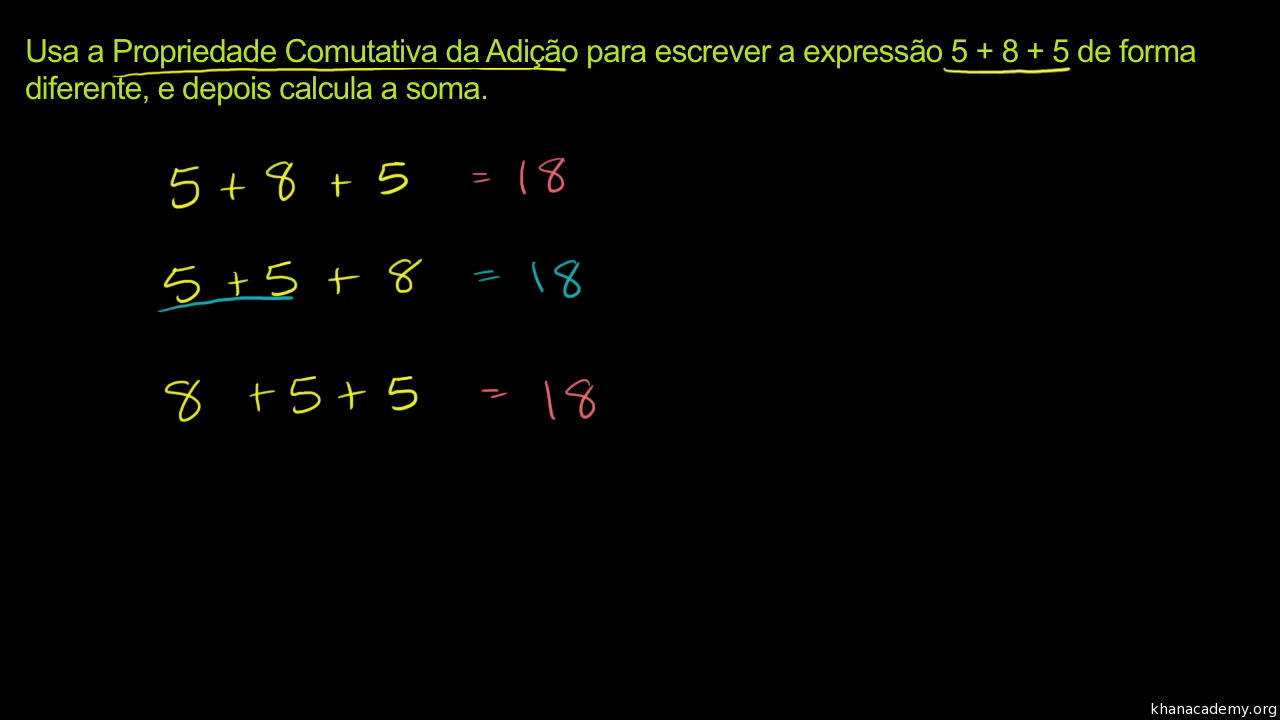 Usa a Propriedade Comutativa da Adição para escrever a expressão 5 + 8 + 5 de forma
diferente, e depois calcula a soma.
5 + 8 + 5 = 18
5 + 5 + 8 = 18
8 + 5 + 5 = 18
khanacademy.org